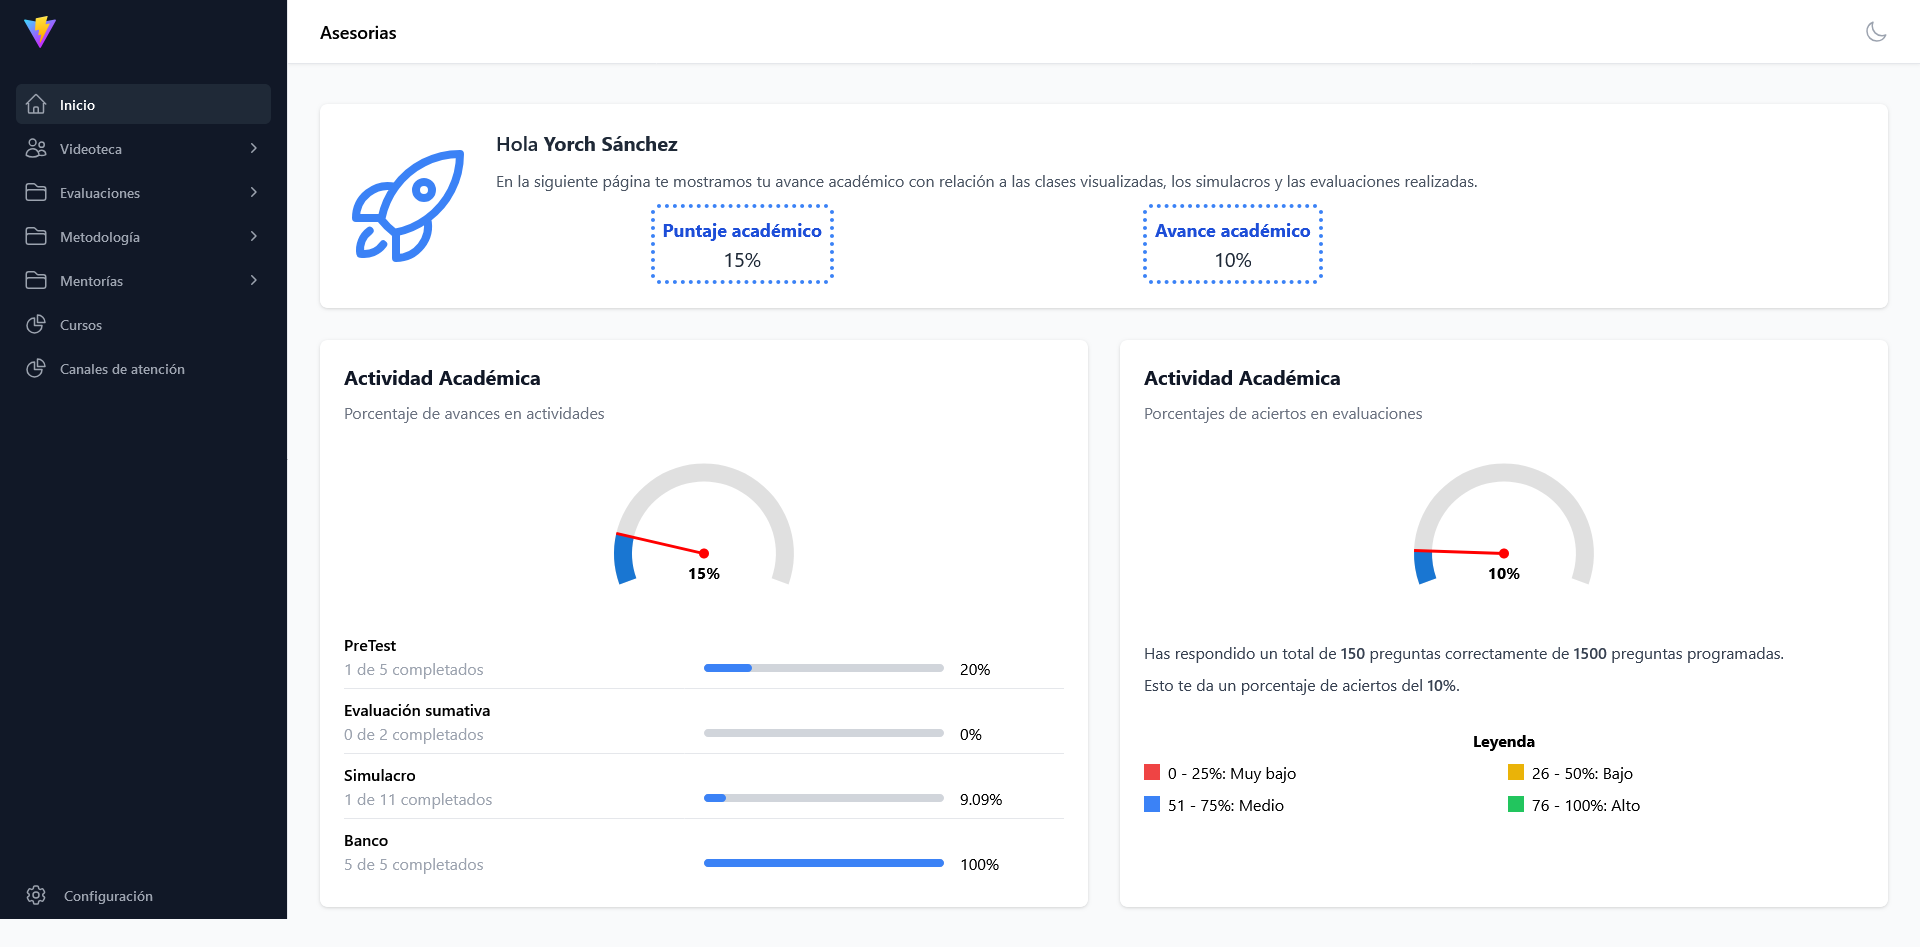 Asesorias
Inicio
Videoteca
Evaluaciones
Metodología
Mentorías
Cursos
Canales de atención
Configuración
Hola Yorch Sánchez
En la siguiente página te mostramos tu avance académico con relación a las clases visualizadas, los simulacros y las evaluaciones realizadas.
Puntaje académico
15%
Avance académico
10%
Actividad Académica
Porcentaje de avances en actividades
15%
PreTest
1 de 5 completados
20%
Evaluación sumativa
0 de 2 completados
0%
Simulacro
1 de 11 completados
9.09%
Banco
5 de 5 completados
100%
Actividad Académica
Porcentajes de aciertos en evaluaciones
10%
Has respondido un total de 150 preguntas correctamente de 1500 preguntas programadas.
Esto te da un porcentaje de aciertos del 10%.
Leyenda
0 - 25%: Muy bajo
26 - 50%: Bajo
51 - 75%: Medio
76 - 100%: Alto